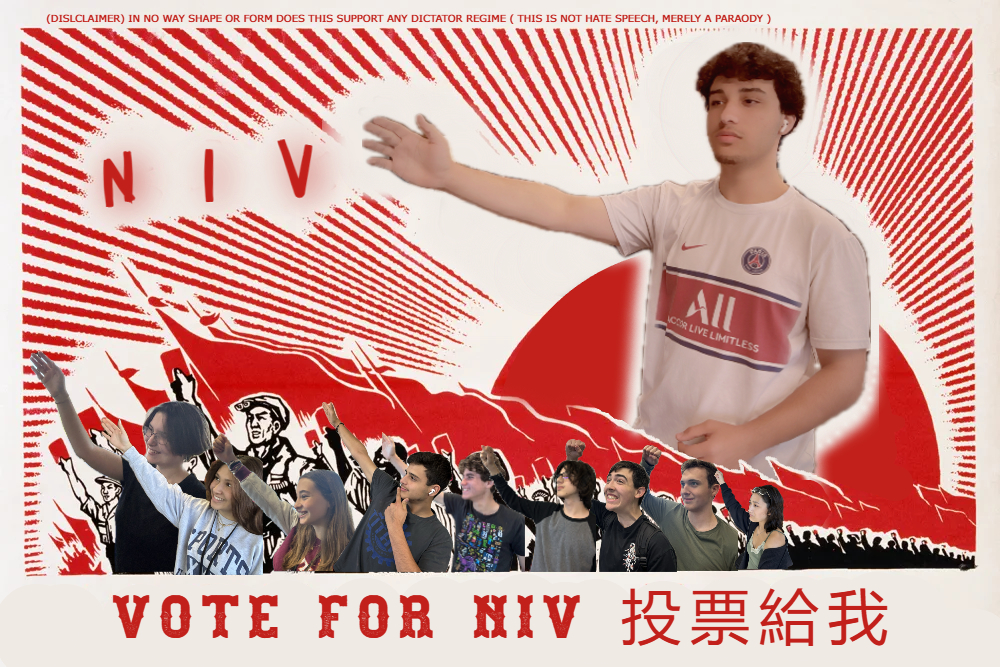 (DISLCLAIMER) IN NO WAY SHAPE OR FORM DOES THIS SUPPORT ANY DICTATOR REGIME ( THIS IS NOT HATE SPEECH, MERELY A PARAODY )
N I V
All
ACCOR LIVE LIMITLESS
SPORTS
VOTE FOR NIV 投票給我